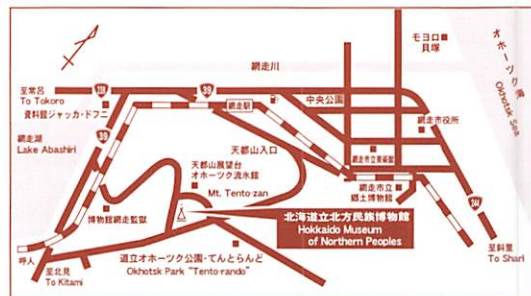 モヨロ
貝塚
オホーツク海
Okhotsk Sea
網走川
至常呂
To Tokoro
238
39
中央公園
資料館ジャッカ・ドフニ
網走駅
網走市役所
網走湖
Lake Abashiri
39
天都山入口
天都山展望台
オホーツク流氷館
Mt. Tento-zan
網走市立美術館
網走市立
郷土博物館
244
博物館網走監獄
北海道立北方民族博物館
Hokkaido Museum
of Northern Peoples
呼人
至北見
To Kitami
道立オホーツク公園・てんとらんど
Okhotsk Park "Tento-rando"
至斜里
To Shari